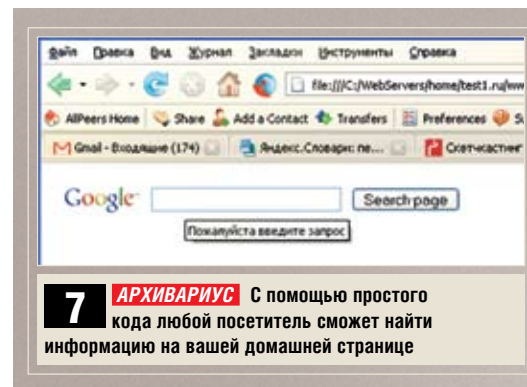 Файл Правка Вид Журнал Закладки Инструменты Справка
file:///C:/WebServers/home/test1.ru/ww
AllPeers Home Share Add a Contact Transfers Preferences S
Gmail - Входящие (174) Яндекс.Словари: пе... Скетчкастинг
Google Search page
Пожалуйста введите запрос
7 АРХИВАРИУС С помощью простого
кода любой посетитель сможет найти
информацию на вашей домашней странице